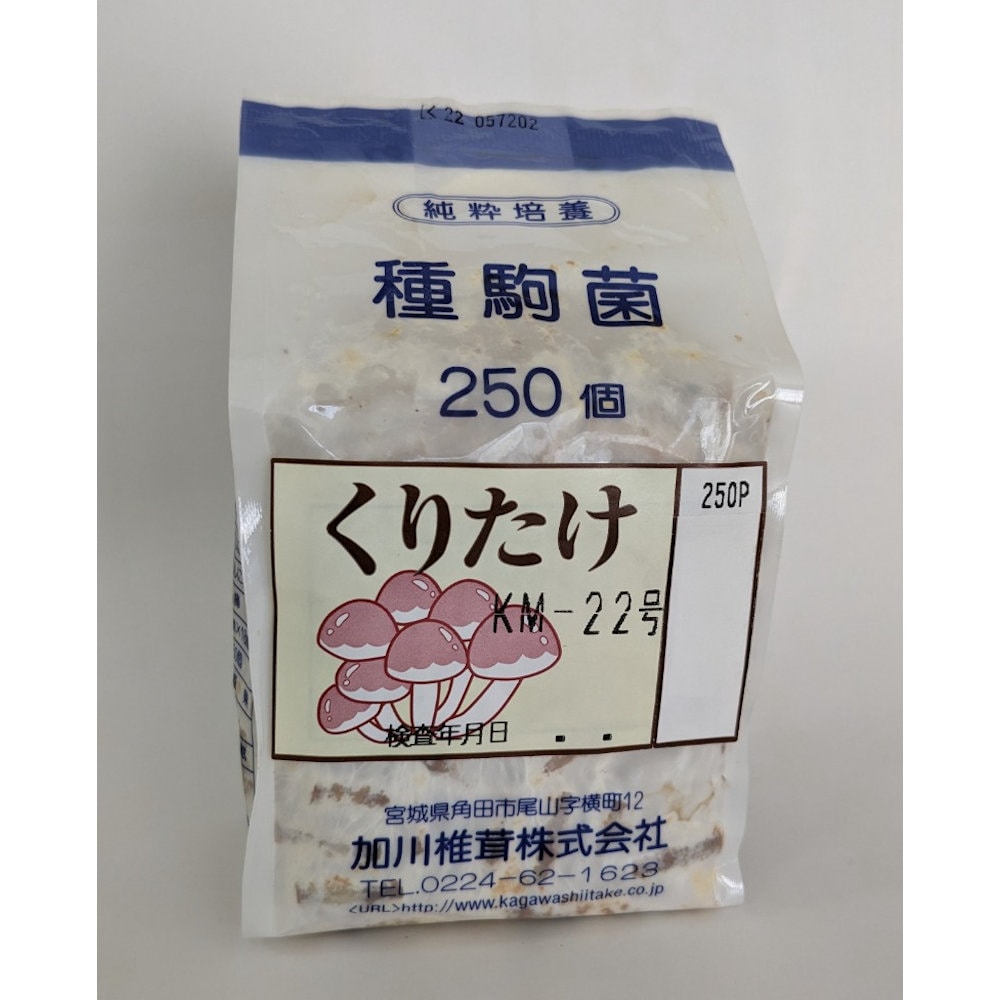 く22 057202
純粋培養
種駒菌
250個
くりたけ
250P
KM-22号
検査年月日 . .
宮城県角田市尾山字横町12
加川椎茸株式会社
TEL.0224-62-1623
<URL>http://www.kagawashiitake.co.jp